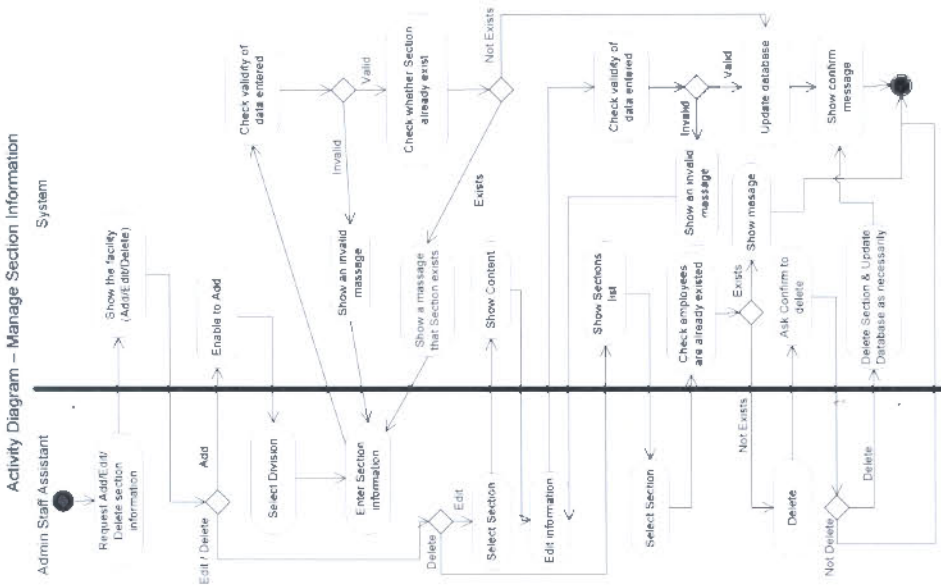 Activity Diagram – Manage Section Information
Admin Staff Assistant
System
Request Add/Edit/
Delete section
information
Show the facility
(Add/Edit/Delete)
Edit / Delete
Add
Enable to Add
Select Division
Enter Section
information
Check validity of
data entered
Invalid
Valid
Show an invalid
massage
Check whether Section
already exist
Exists
Not Exists
Show a massage
that Section exists
Delete
Edit
Select Section
Show Content
Edit information
Check validity of
data entered
Invalid
Valid
Show an invalid
massage
Show Sections
list
Select Section
Check employees
are already existed
Exists
Not Exists
Show masage
Update database
Delete
Ask Confirm to
delete
Show confirm
message
Not Delete
Delete
Delete Section & Update
Database as necessarily